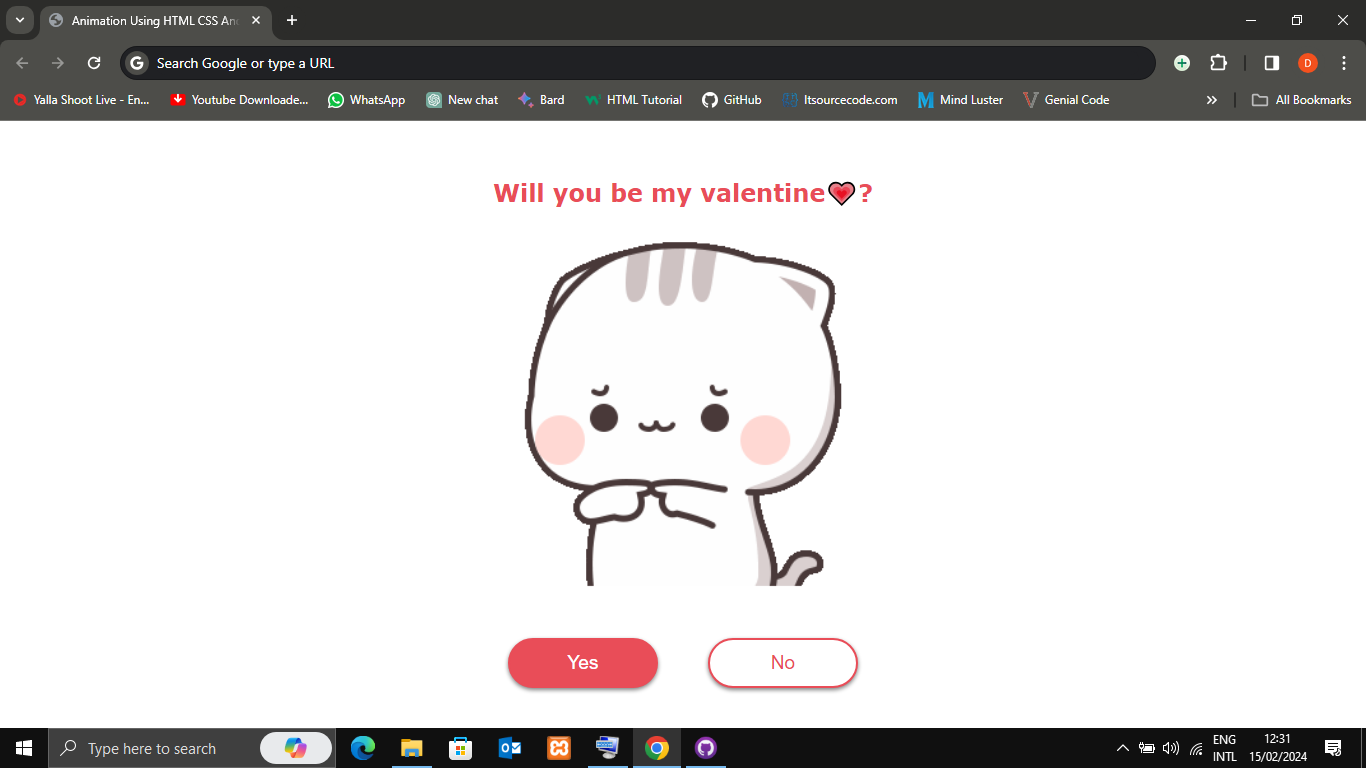 Animation Using HTML CSS An
Search Google or type a URL
D
Yalla Shoot Live - En...
Youtube Downloade...
WhatsApp
New chat
Bard
HTML Tutorial
GitHub
Itsourcecode.com
Mind Luster
Genial Code
All Bookmarks
Will you be my valentine💗?
Yes
No
Type here to search
ENG
INTL
12:31
15/02/2024